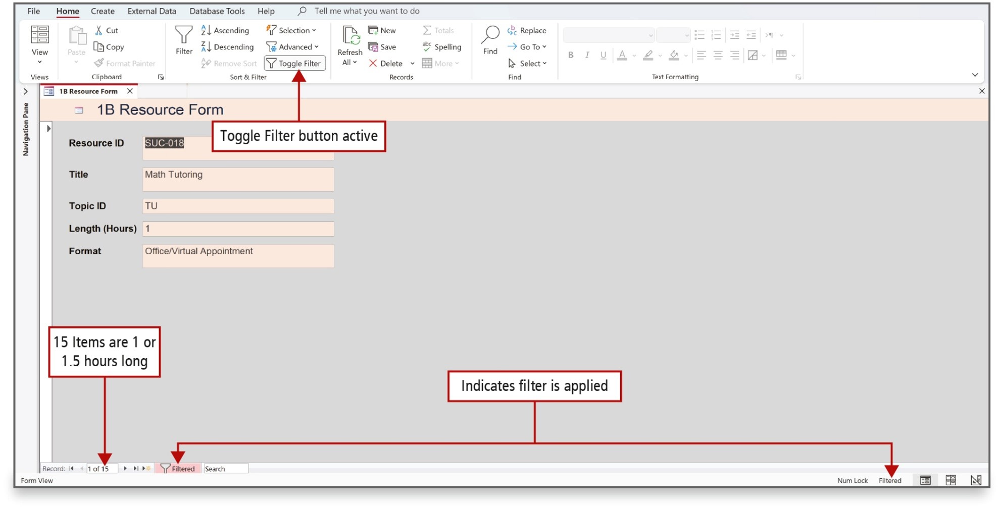 File Home Create External Data Database Tools Help Tell me what you want to do
View
Views
Paste
Cut
Copy
Format Painter
Clipboard
Filter
Ascending
Descending
Remove Sort
Selection
Advanced
Toggle Filter
Sort & Filter
Refresh
All
New
Save
Delete
Totals
Spelling
More
Records
Find
Replace
Go To
Select
Find
B I U A
Text Formatting
1B Resource Form
Navigation Pane
1B Resource Form
Toggle Filter button active
Resource ID SUC-018
Title Math Tutoring
Topic ID TU
Length (Hours) 1
Format Office/Virtual Appointment
15 Items are 1 or
1.5 hours long
Indicates filter is applied
Record: 1 of 15 Filtered Search
Form View Num Lock Filtered